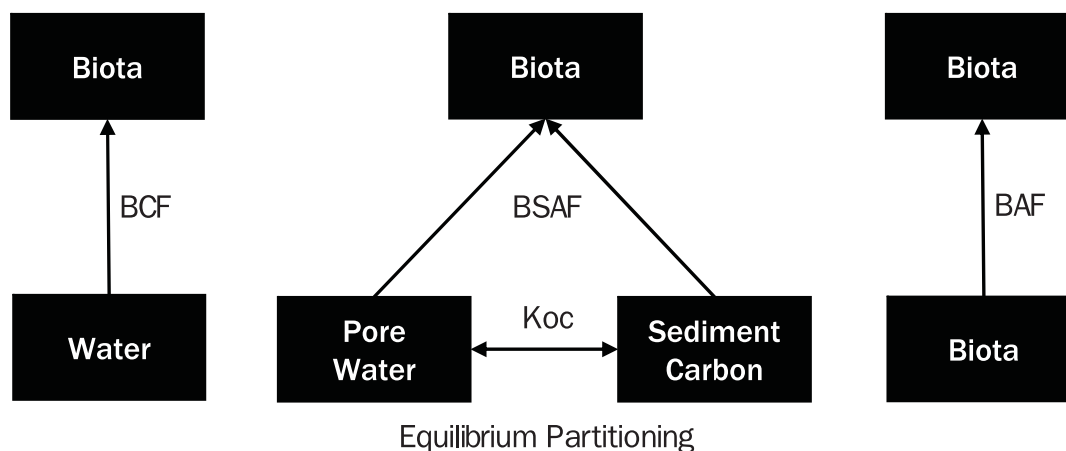 Biota
Biota
Biota
BCF
BSAF
BAF
Water
Pore
Water
Koc
Sediment
Carbon
Biota
Equilibrium Partitioning